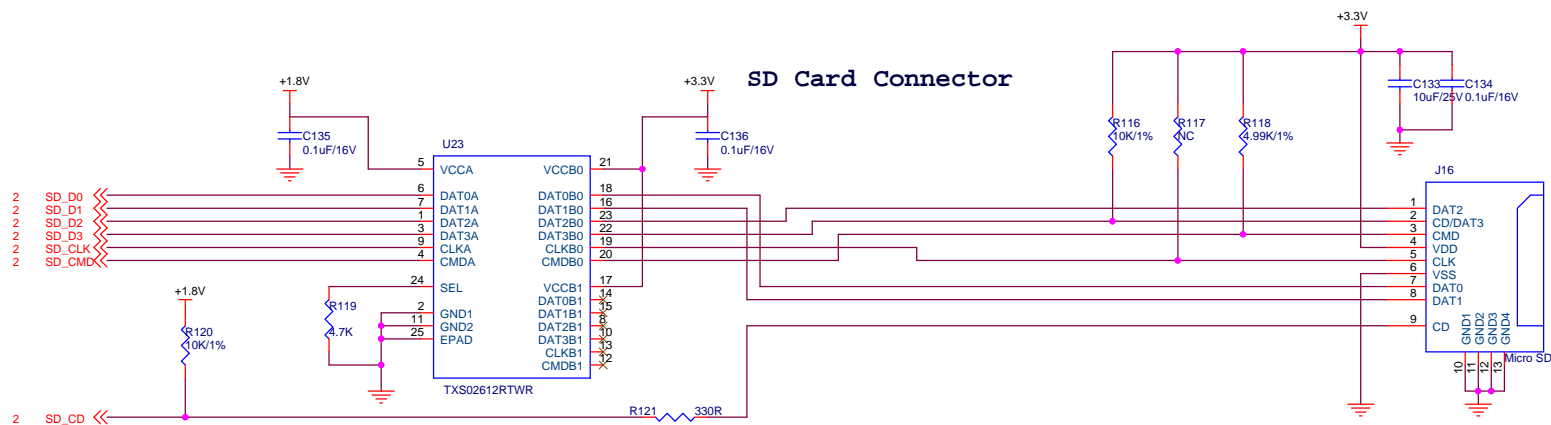 +3.3V
SD Card Connector
+1.8V
+3.3V
C133
10uF/25V
C134
0.1uF/16V
C135
0.1uF/16V
C136
0.1uF/16V
R116
10K/1%
R117
NC
R118
4.99K/1%
U23
J16
5 VCCA
VCCB0 21
2 SD_D0
6 DAT0A
DAT0B0 18
2 SD_D1
7 DAT1A
DAT1B0 16
2 SD_D2
1 DAT2A
DAT2B0 23
2 SD_D3
3 DAT3A
DAT3B0 22
2 SD_CLK
9 CLKA
CLKB0 19
2 SD_CMD
4 CMDA
CMDB0 20
24 SEL
VCCB1 17
DAT0B1 14
2 GND1
DAT1B1 15
11 GND2
DAT2B1 8
25 EPAD
DAT3B1 10
CLKB1 13
CMDB1 12
TXS02612RTWR
1 DAT2
2 CD/DAT3
3 CMD
4 VDD
5 CLK
6 VSS
7 DAT0
8 DAT1
9 CD
GND1
GND2
GND3
GND4
10
11
12
13
Micro SD
+1.8V
R119
4.7K
R120
10K/1%
2 SD_CD
R121 330R